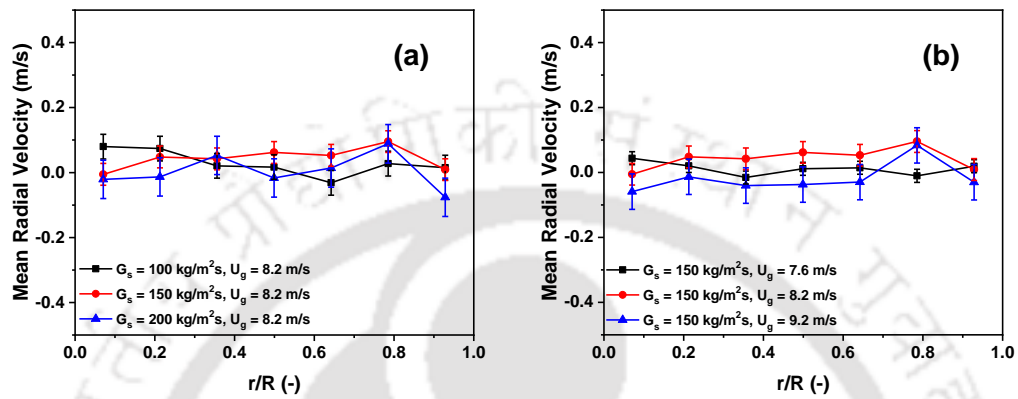 (a)
Mean Radial Velocity (m/s)
0.4
0.2
0.0
-0.2
-0.4
G_s = 100 kg/m²s, U_g = 8.2 m/s
G_s = 150 kg/m²s, U_g = 8.2 m/s
G_s = 200 kg/m²s, U_g = 8.2 m/s
0.0 0.2 0.4 0.6 0.8 1.0
r/R (-)
(b)
Mean Radial Velocity (m/s)
0.4
0.2
0.0
-0.2
-0.4
G_s = 150 kg/m²s, U_g = 7.6 m/s
G_s = 150 kg/m²s, U_g = 8.2 m/s
G_s = 150 kg/m²s, U_g = 9.2 m/s
0.0 0.2 0.4 0.6 0.8 1.0
r/R (-)